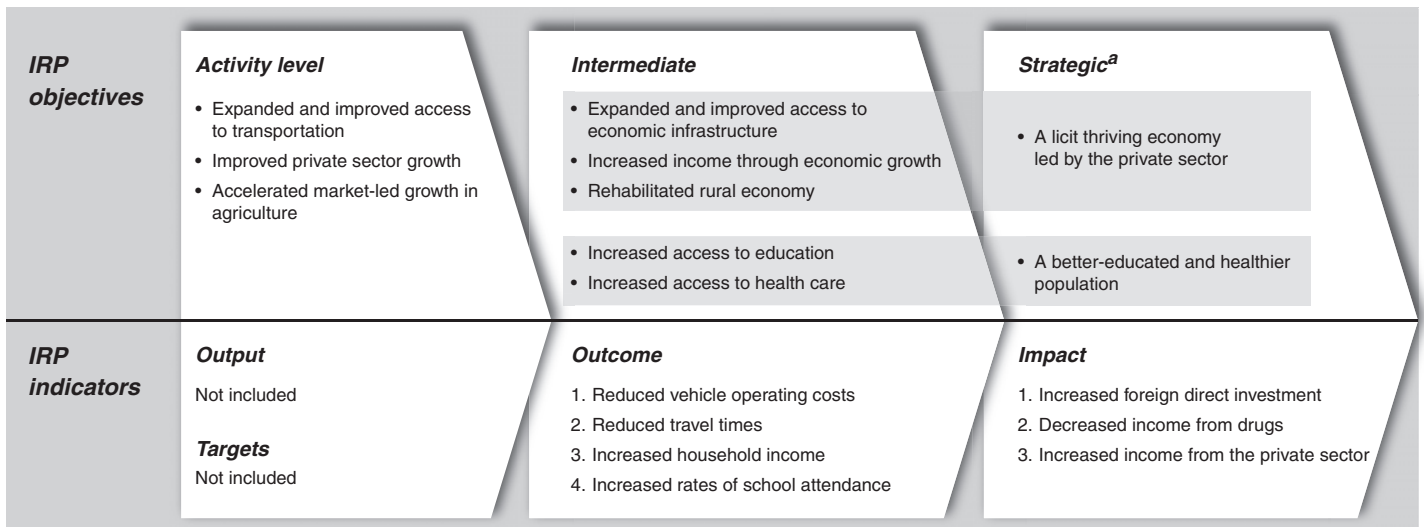 IRP
objectives
Activity level
• Expanded and improved access
to transportation
• Improved private sector growth
• Accelerated market-led growth in
agriculture
Intermediate
• Expanded and improved access to
economic infrastructure
• Increased income through economic growth
• Rehabilitated rural economy
• Increased access to education
• Increased access to health care
Strategicᵃ
• A licit thriving economy
led by the private sector
• A better-educated and healthier
population
IRP
indicators
Output
Not included
Targets
Not included
Outcome
1. Reduced vehicle operating costs
2. Reduced travel times
3. Increased household income
4. Increased rates of school attendance
Impact
1. Increased foreign direct investment
2. Decreased income from drugs
3. Increased income from the private sector